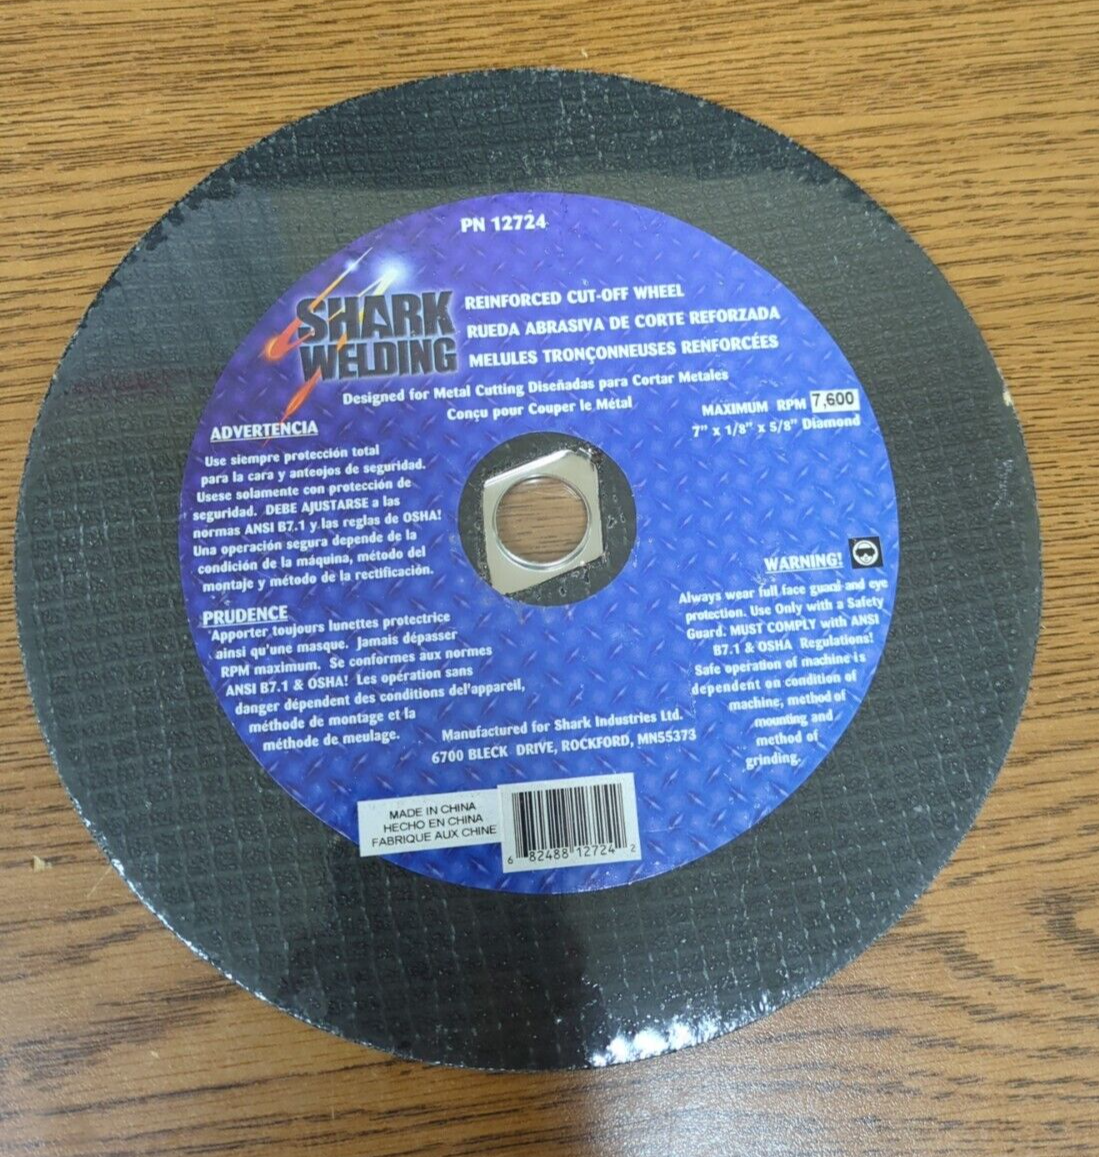 PN 12724
SHARK
WELDING
REINFORCED CUT-OFF WHEEL
RUEDA ABRASIVA DE CORTE REFORZADA
MELULES TRONÇONNEUSES RENFORCÉES
Designed for Metal Cutting Diseñadas para Cortar Metales
Conçu pour Couper le Métal
MAXIMUM RPM 7,600
7" x 1/8" x 5/8" Diamond
ADVERTENCIA
Use siempre protección total
para la cara y anteojos de seguridad.
Usese solamente con protección de
seguridad. DEBE AJUSTARSE a las
normas ANSI B7.1 y las reglas de OSHA!
Una operación segura depende de la
condición de la máquina, método del
montaje y método de la rectificación.
PRUDENCE
Apporter toujours lunettes protectrice
ainsi qu'une masque. Jamais dépasser
RPM maximum. Se conformes aux normes
ANSI B7.1 & OSHA! Les opération sans
danger dépendent des conditions del'appareil,
méthode de montage et la
méthode de meulage.
WARNING!
Always wear full face guard and eye
protection. Use Only with a Safety
Guard. MUST COMPLY with ANSI
B7.1 & OSHA Regulations!
Safe operation of machine is
dependent on condition of
machine, method of
mounting and
method of
grinding.
Manufactured for Shark Industries Ltd.
6700 BLECK DRIVE, ROCKFORD, MN55373
MADE IN CHINA
HECHO EN CHINA
FABRIQUE AUX CHINE
6 82488 12724 2